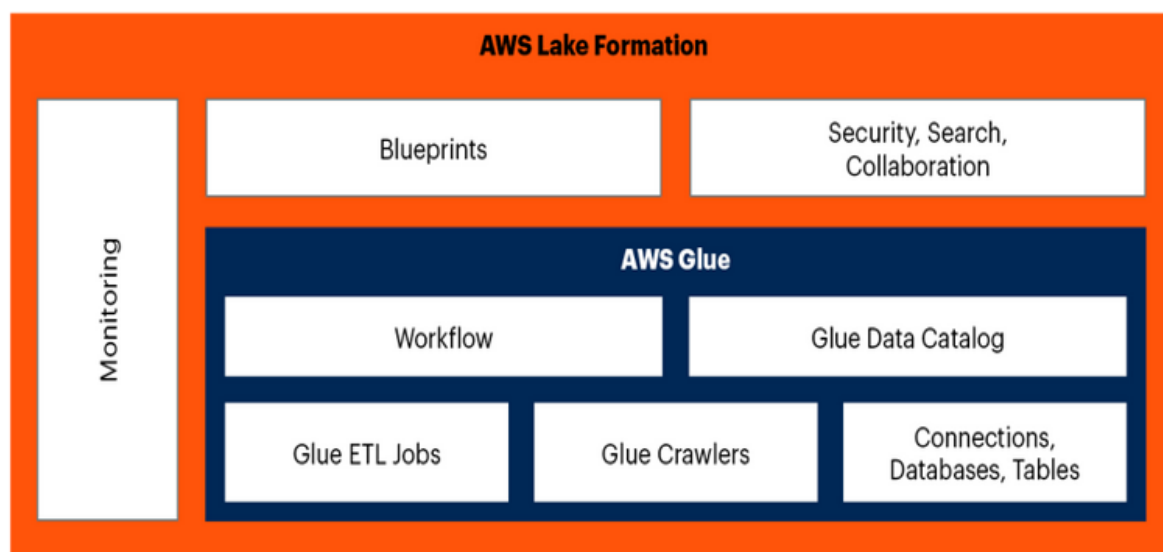 AWS Lake Formation
Monitoring
Blueprints
Security, Search,
Collaboration
AWS Glue
Workflow
Glue Data Catalog
Glue ETL Jobs
Glue Crawlers
Connections,
Databases, Tables